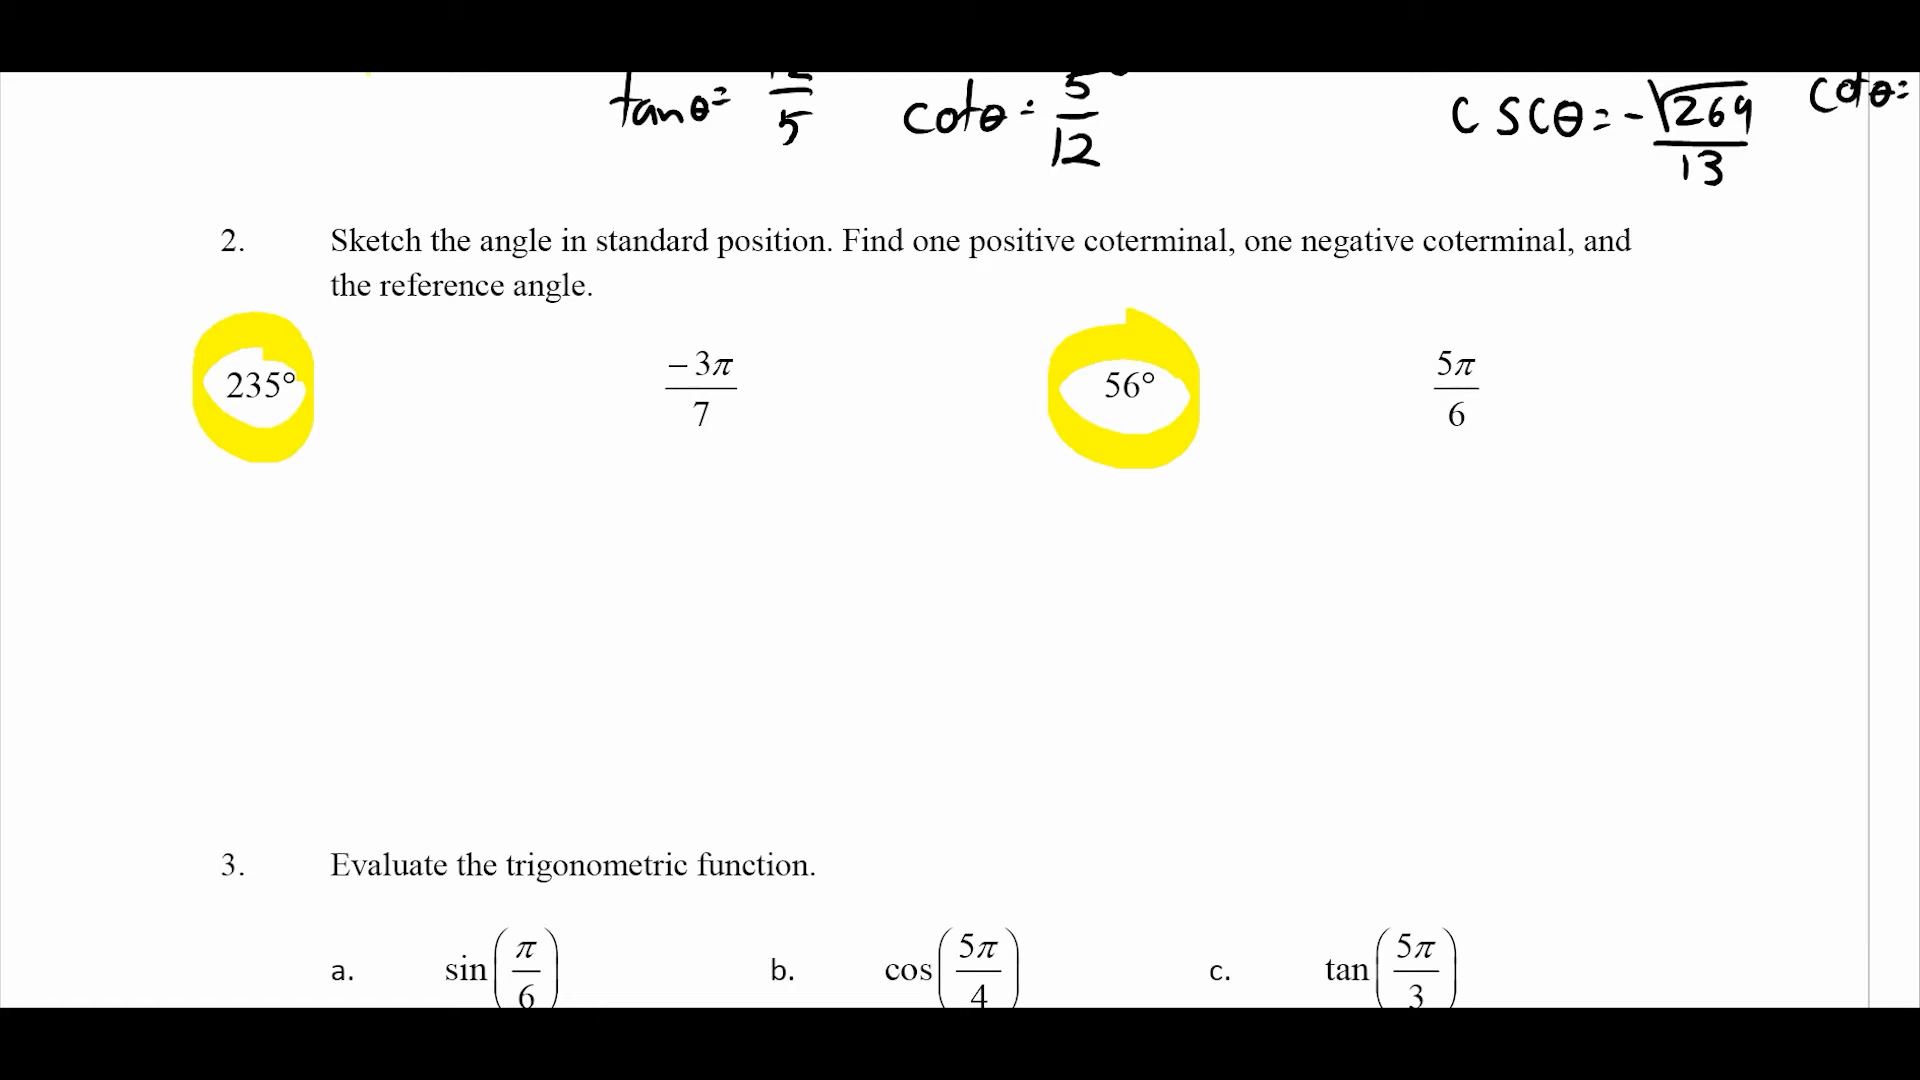 tanθ= 12/5 cotθ= 5/12 cscθ= -√269/13 cotθ=
2. Sketch the angle in standard position. Find one positive coterminal, one negative coterminal, and
the reference angle.
235° −3π/7 56° 5π/6
3. Evaluate the trigonometric function.
a. sin(π/6) b. cos(5π/4) c. tan(5π/3)